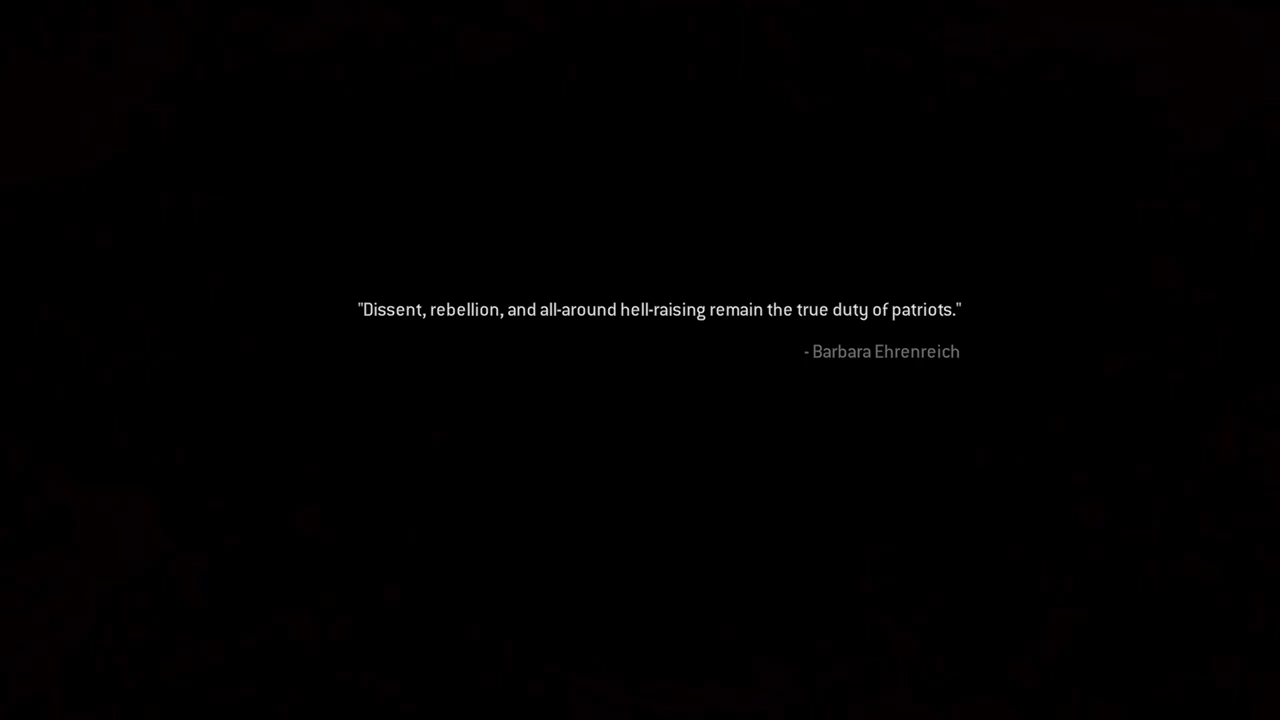 "Dissent, rebellion, and all-around hell-raising remain the true duty of patriots."
- Barbara Ehrenreich